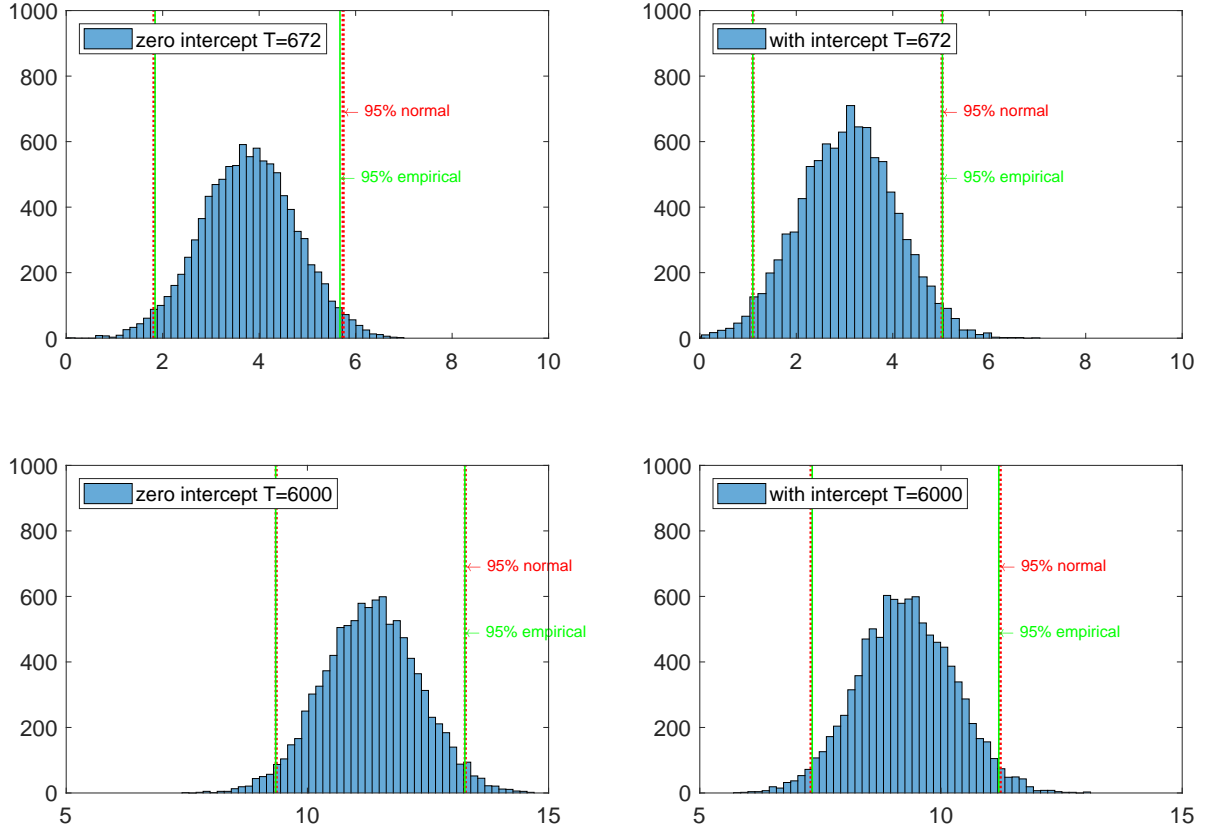 1000
zero intercept T=672
800
← 95% normal
600
← 95% empirical
400
200
0
0 2 4 6 8 10
1000
with intercept T=672
800
← 95% normal
600
← 95% empirical
400
200
0
0 2 4 6 8 10
1000
zero intercept T=6000
800
← 95% normal
600
← 95% empirical
400
200
0
5 10 15
1000
with intercept T=6000
800
← 95% normal
600
← 95% empirical
400
200
0
5 10 15